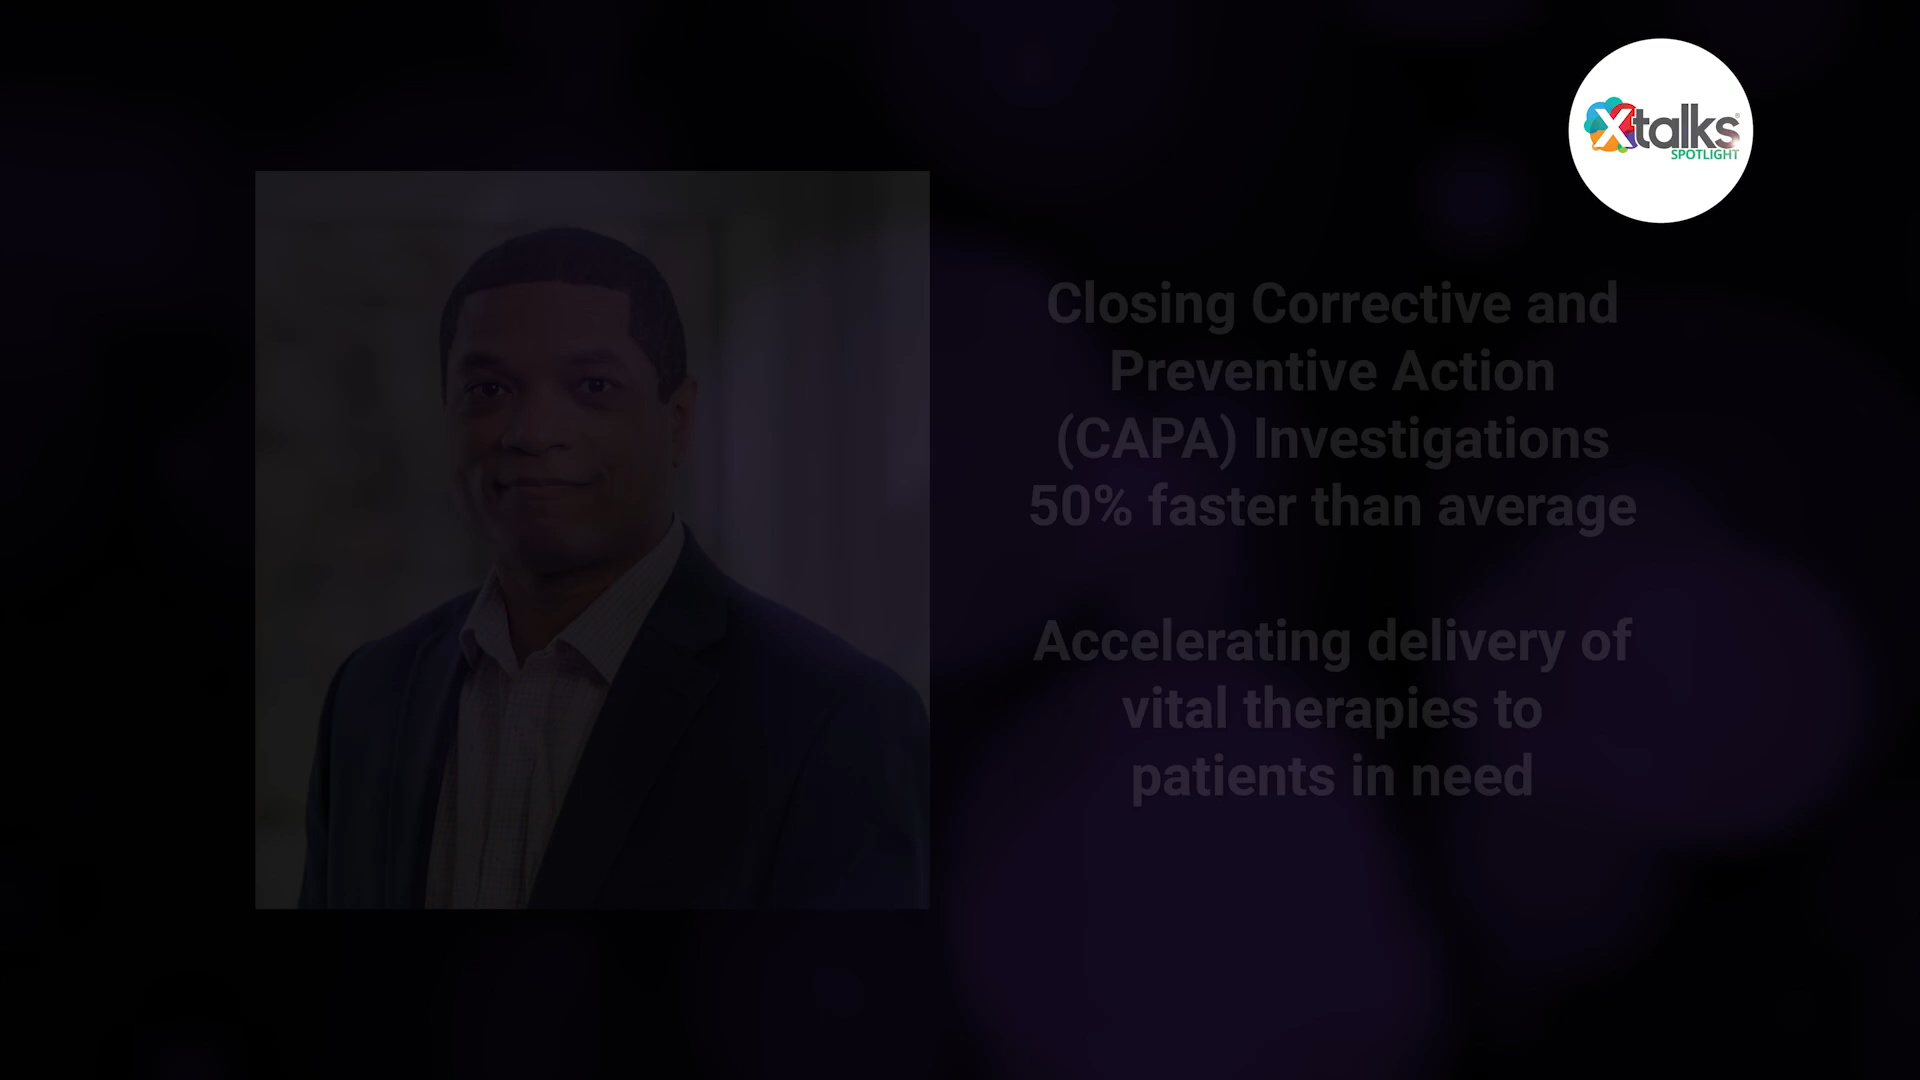 Xtalks
SPOTLIGHT
Closing Corrective and
Preventive Action
(CAPA) Investigations
50% faster than average
Accelerating delivery of
vital therapies to
patients in need